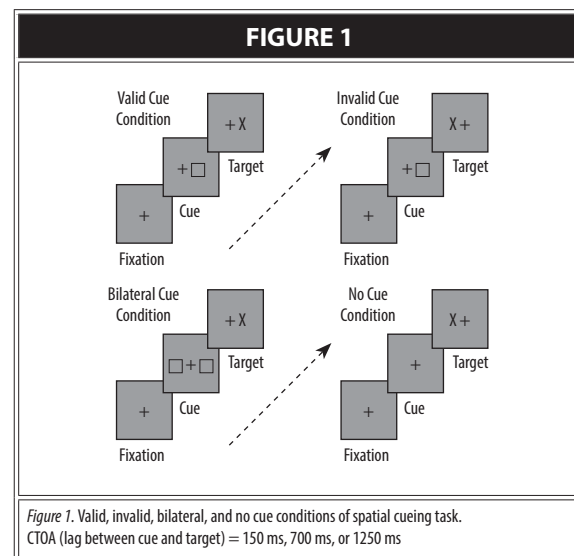 FIGURE 1
Valid Cue
Condition
+ X
+ □
Target
+
Cue
Fixation
Invalid Cue
Condition
X +
+ □
Target
+
Cue
Fixation
Bilateral Cue
Condition
+ X
□ + □
Target
+
Cue
Fixation
No Cue
Condition
X +
+
Target
+
Cue
Fixation
Figure 1. Valid, invalid, bilateral, and no cue conditions of spatial cueing task.
CTOA (lag between cue and target) = 150 ms, 700 ms, or 1250 ms